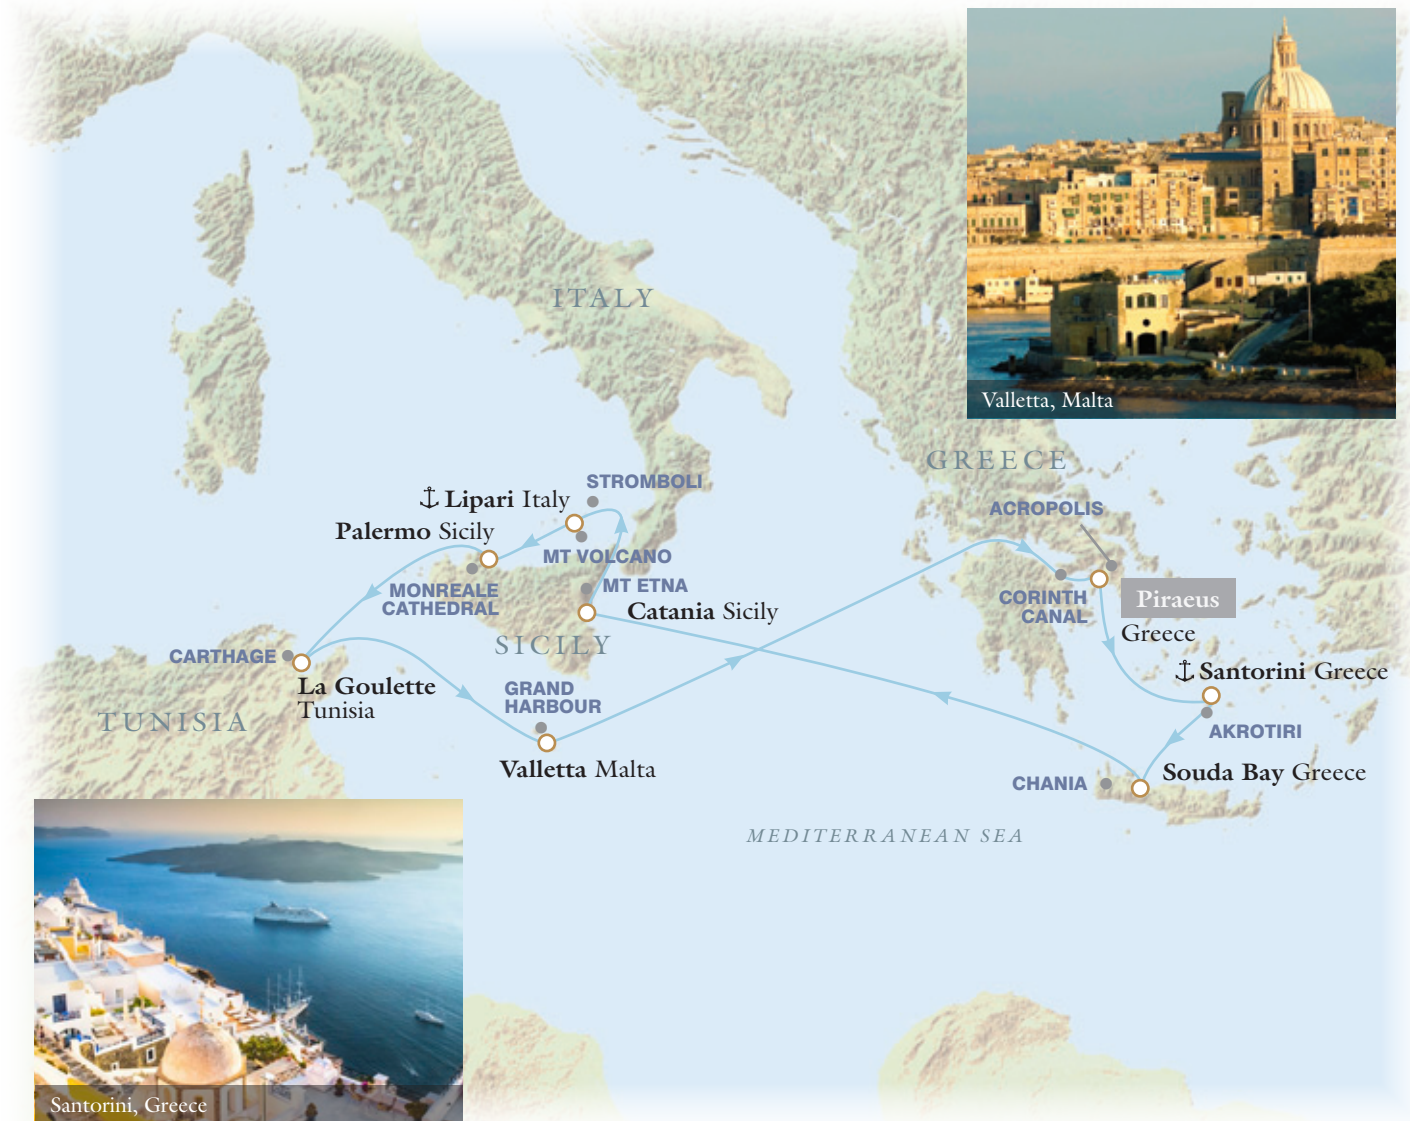 Valletta, Malta
ITALY
GREECE
STROMBOLI
⚓ Lipari Italy
ACROPOLIS
Palermo Sicily
MT VOLCANO
MONREALE
CATHEDRAL
MT ETNA
CORINTH
CANAL
Piraeus
Greece
Catania Sicily
SICILY
CARTHAGE
⚓ Santorini Greece
La Goulette
Tunisia
GRAND
HARBOUR
TUNISIA
AKROTIRI
Valletta Malta
Souda Bay Greece
CHANIA
MEDITERRANEAN SEA
Santorini, Greece